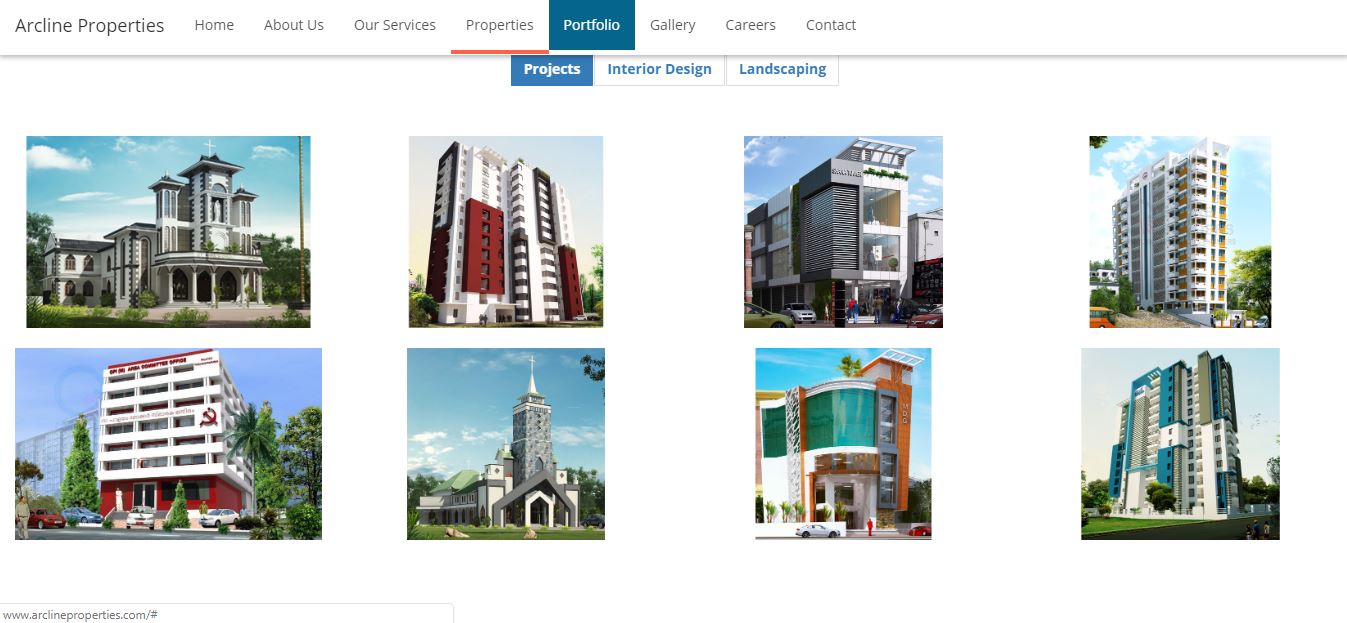 Arcline Properties Home About Us Our Services Properties Portfolio Gallery Careers Contact
Projects Interior Design Landscaping
CPI (M) AREA COMMITTEE OFFICE
MDG
www.arclineproperties.com/#